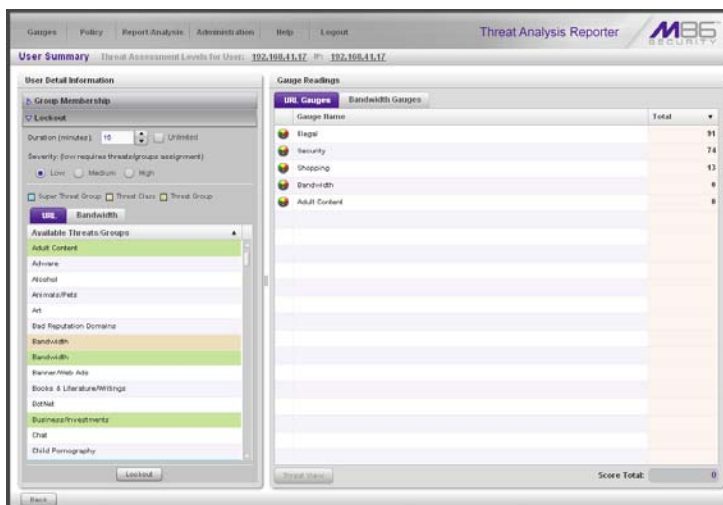 Gauges Policy Report/Analysis Administration Help Logout
Threat Analysis Reporter
M86
SECURITY
User Summary Threat Assessment Levels for User: 192.168.41.17 IP: 192.168.41.17
User Detail Information
Group Membership
Lockout
Duration (minutes): Unlimited
Severity: (low requires threats/groups assignment)
Low Medium High
Super Threat Group Threat Class Threat Group
URL Bandwidth
Available Threats/Groups
Adult Content
Adware
Alcohol
Animals/Pets
Art
Bad Reputation Domains
Bandwidth
Bandwidth
Banner/Web Ads
Books & Literature/Writings
BotNet
Business/Investments
Chat
Child Pornography
Lockout
Back
Gauge Readings
URL Gauges Bandwidth Gauges
Gauge Name Total
Illegal 91
Security 74
Shopping 13
Bandwidth 0
Adult Content 0
Threat View
Score Total: 0